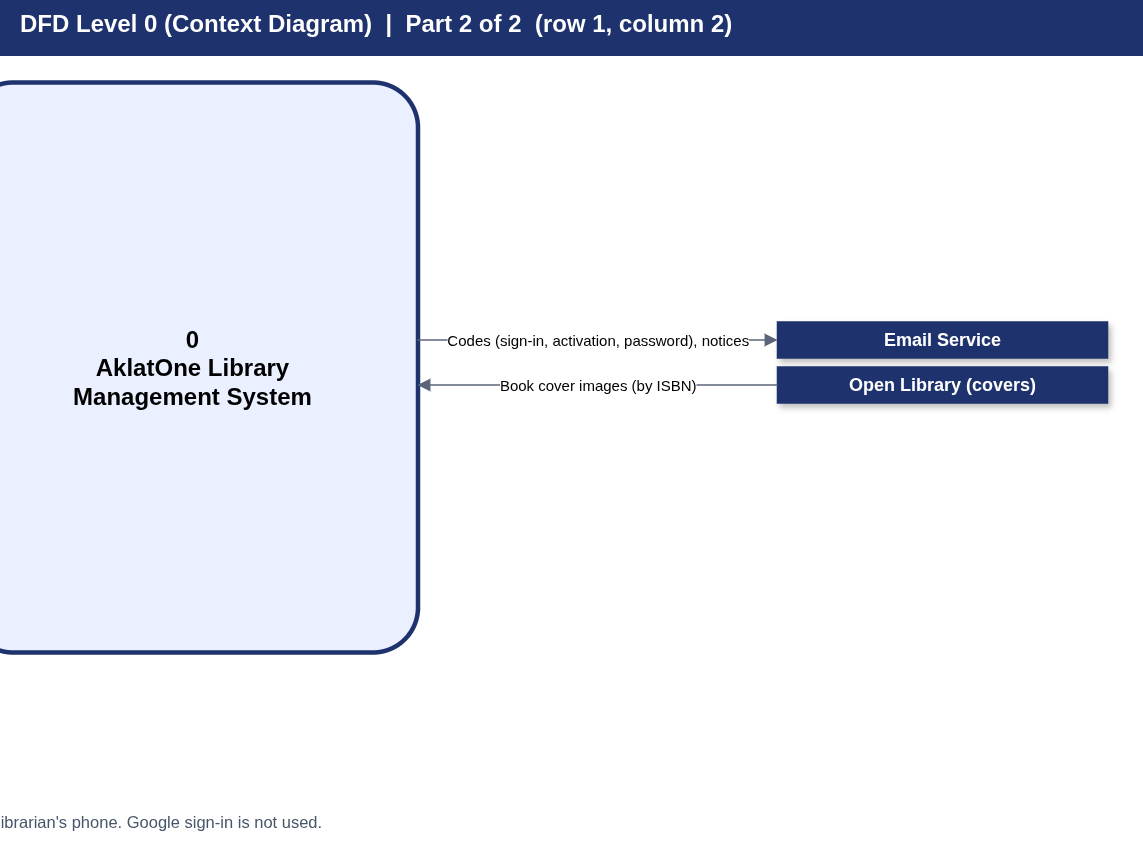 DFD Level 0 (Context Diagram) | Part 2 of 2 (row 1, column 2)
0
AklatOne Library
Management System
Codes (sign-in, activation, password), notices
Email Service
Book cover images (by ISBN)
Open Library (covers)
ibrarian's phone. Google sign-in is not used.